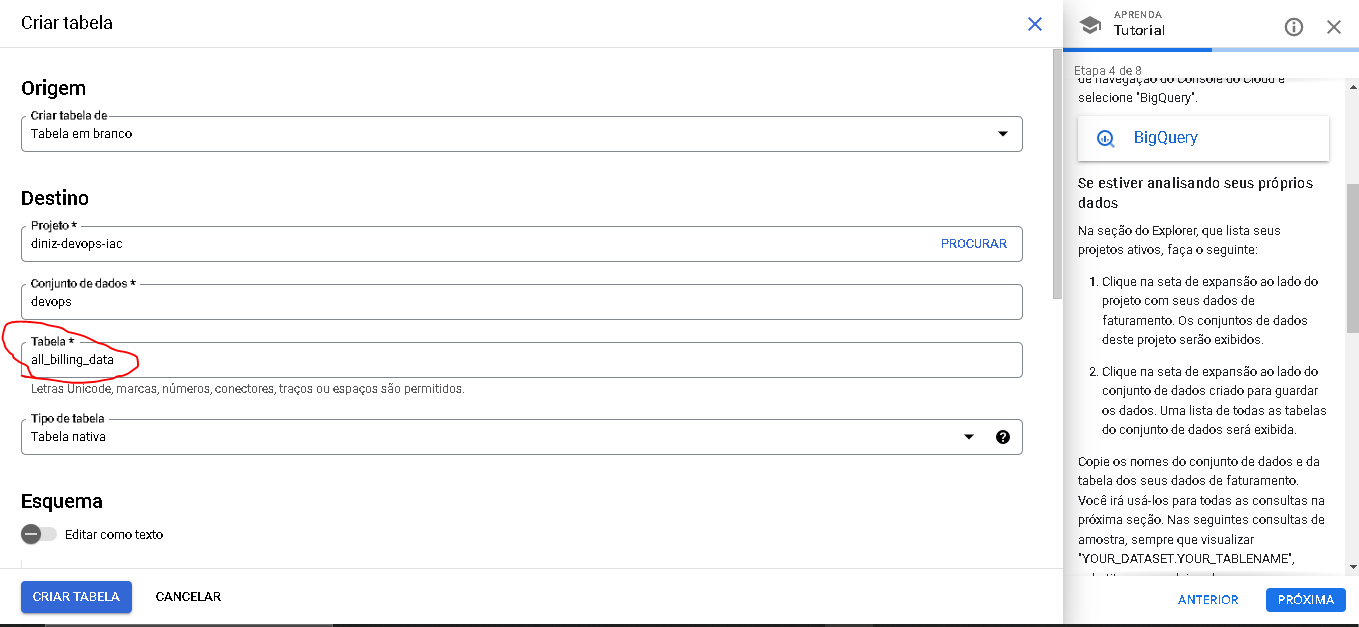 Criar tabela
Origem
Criar tabela de
Tabela em branco
Destino
Projeto *
diniz-devops-iac
PROCURAR
Conjunto de dados *
devops
Tabela *
all_billing_data
Letras Unicode, marcas, números, conectores, traços ou espaços são permitidos.
Tipo de tabela
Tabela nativa
Esquema
Editar como texto
CRIAR TABELA
CANCELAR
APRENDA
Tutorial
Etapa 4 de 8
de navegação do Console do Cloud e
selecione "BigQuery".
BigQuery
Se estiver analisando seus próprios
dados
Na seção do Explorer, que lista seus
projetos ativos, faça o seguinte:
1. Clique na seta de expansão ao lado do
projeto com seus dados de
faturamento. Os conjuntos de dados
deste projeto serão exibidos.
2. Clique na seta de expansão ao lado do
conjunto de dados criado para guardar
os dados. Uma lista de todas as tabelas
do conjunto de dados será exibida.
Copie os nomes do conjunto de dados e da
tabela dos seus dados de faturamento.
Você irá usá-los para todas as consultas na
próxima seção. Nas seguintes consultas de
amostra, sempre que visualizar
"YOUR_DATASET.YOUR_TABLENAME",
ANTERIOR
PRÓXIMA